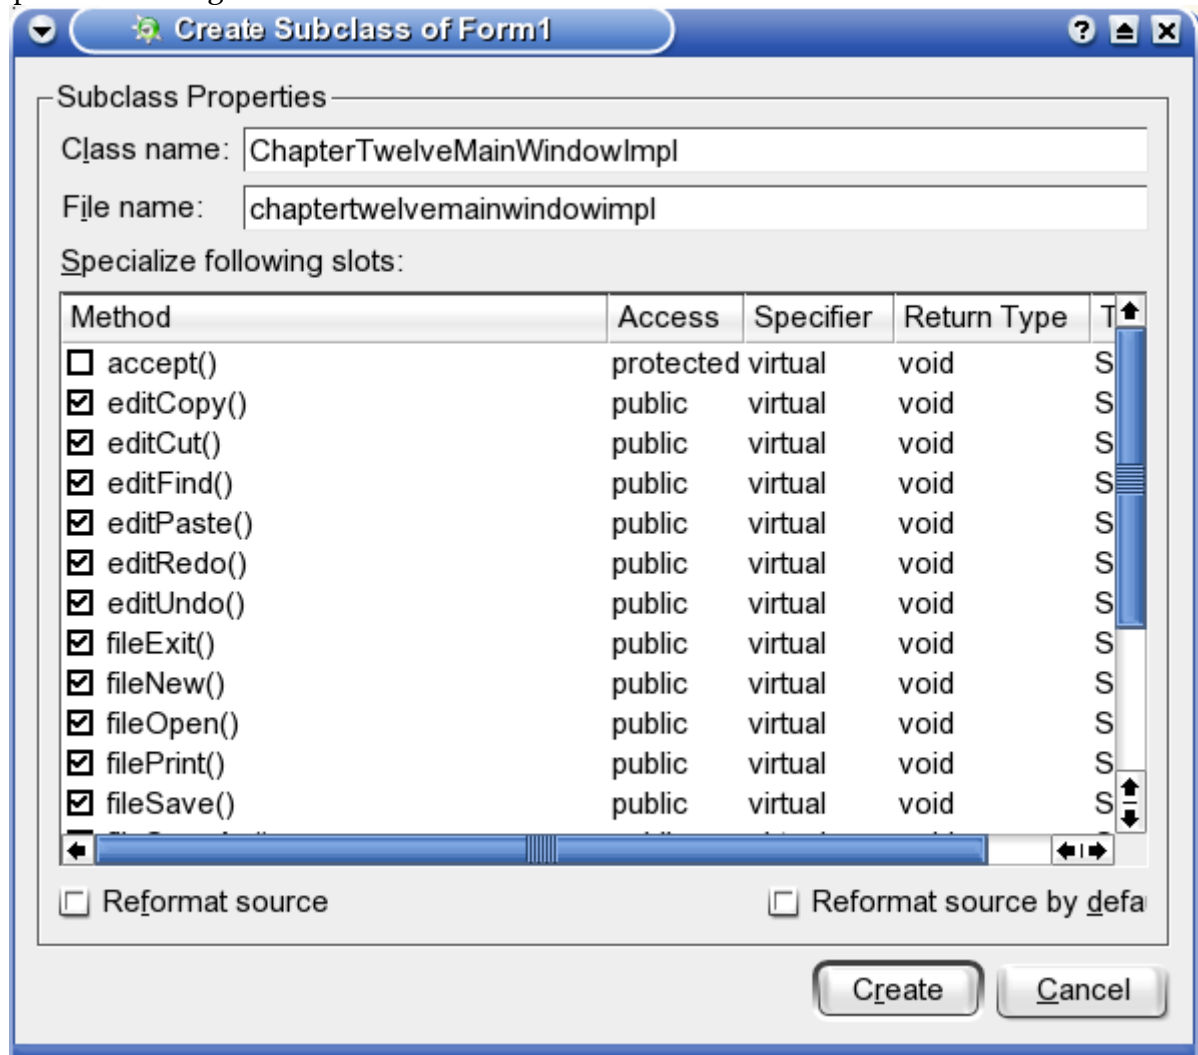 Create Subclass of Form1
Subclass Properties
Class name: ChapterTwelveMainWindowImpl
File name: chaptertwelvemainwindowimpl
Specialize following slots:
Method Access Specifier Return Type T
accept() protected virtual void S
editCopy() public virtual void S
editCut() public virtual void S
editFind() public virtual void S
editPaste() public virtual void S
editRedo() public virtual void S
editUndo() public virtual void S
fileExit() public virtual void S
fileNew() public virtual void S
fileOpen() public virtual void S
filePrint() public virtual void S
fileSave() public virtual void S
Reformat source Reformat source by defa
Create Cancel